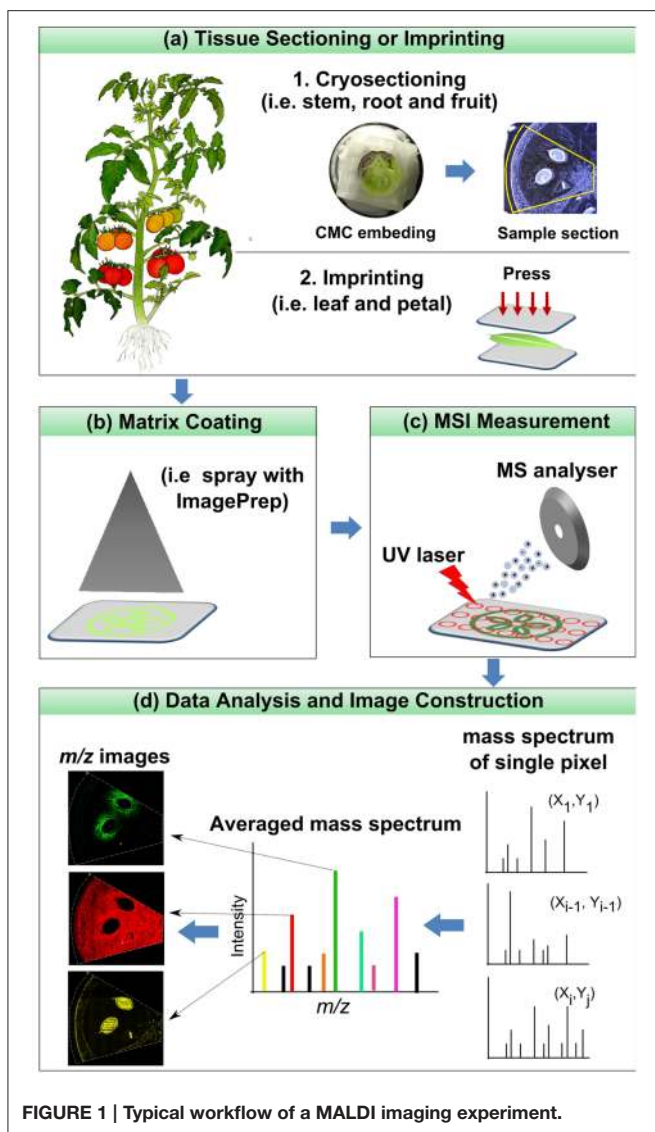 (a) Tissue Sectioning or Imprinting
1. Cryosectioning
(i.e. stem, root and fruit)
CMC embeding
Sample section
2. Imprinting
(i.e. leaf and petal)
Press
(b) Matrix Coating
(i.e spray with
ImagePrep)
(c) MSI Measurement
MS analyser
UV laser
(d) Data Analysis and Image Construction
m/z images
Averaged mass spectrum
Intensity
m/z
mass spectrum
of single pixel
(X1,Y1)
(Xi-1, Yi-1)
(Xi,Yj)
FIGURE 1 | Typical workflow of a MALDI imaging experiment.